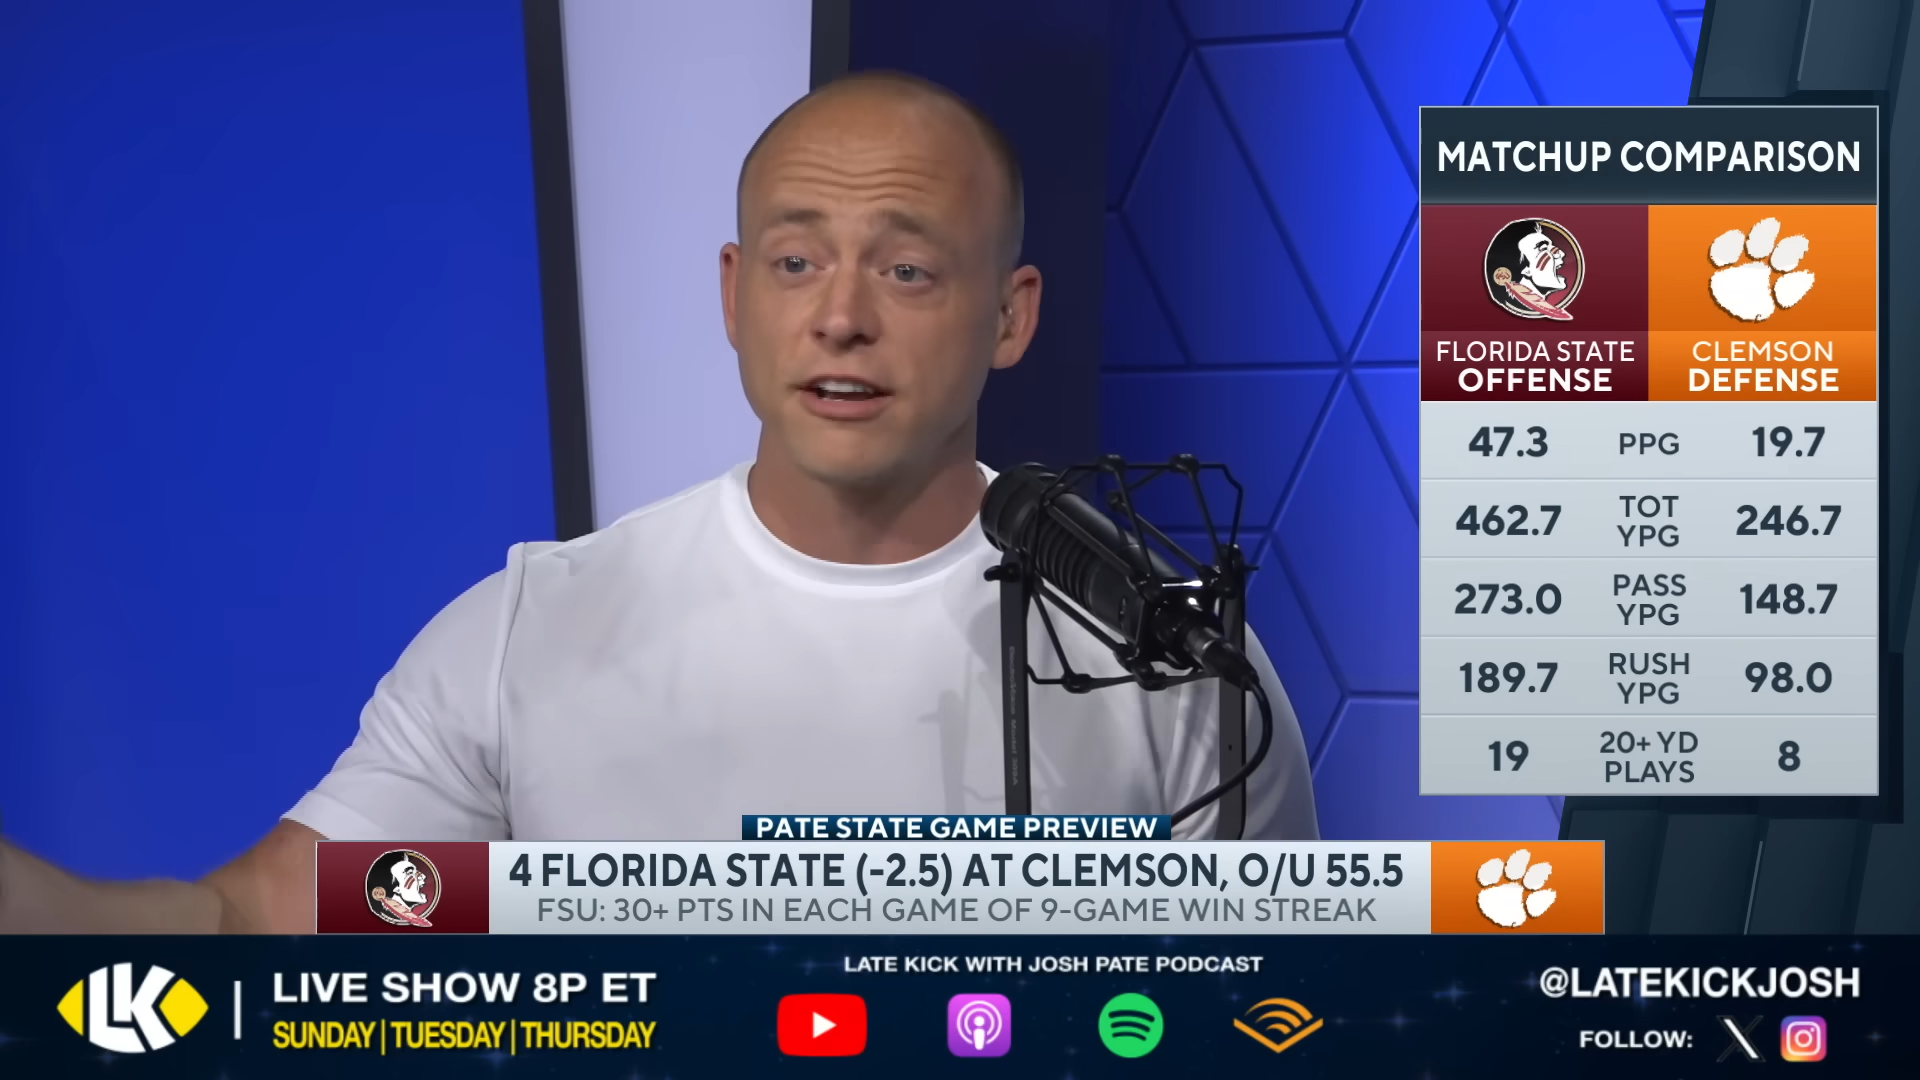 MATCHUP COMPARISON
FLORIDA STATE
OFFENSE
CLEMSON
DEFENSE
47.3 PPG 19.7
462.7 TOT YPG 246.7
273.0 PASS YPG 148.7
189.7 RUSH YPG 98.0
19 20+ YD PLAYS 8
PATE STATE GAME PREVIEW
4 FLORIDA STATE (-2.5) AT CLEMSON, O/U 55.5
FSU: 30+ PTS IN EACH GAME OF 9-GAME WIN STREAK
LK
LIVE SHOW 8P ET
SUNDAY | TUESDAY | THURSDAY
LATE KICK WITH JOSH PATE PODCAST
@LATEKICKJOSH
FOLLOW: